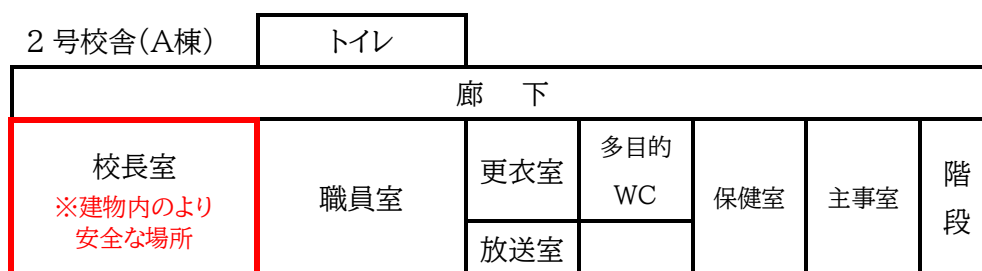 2号校舎(A棟)
トイレ
廊 下
校長室
※建物内のより
安全な場所
職員室
更衣室
放送室
多目的
WC
保健室
主事室
階
段